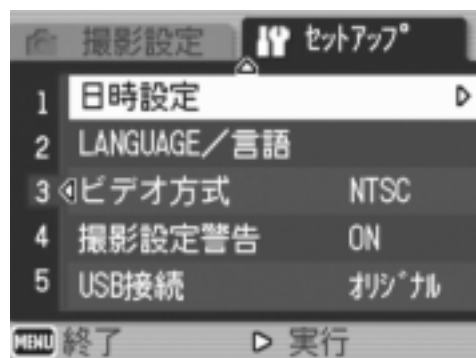 撮影設定 セットアップ
1 日時設定
2 LANGUAGE／言語
3 ビデオ方式 NTSC
4 撮影設定警告 ON
5 USB接続 オリジナル
MENU 終了 実行